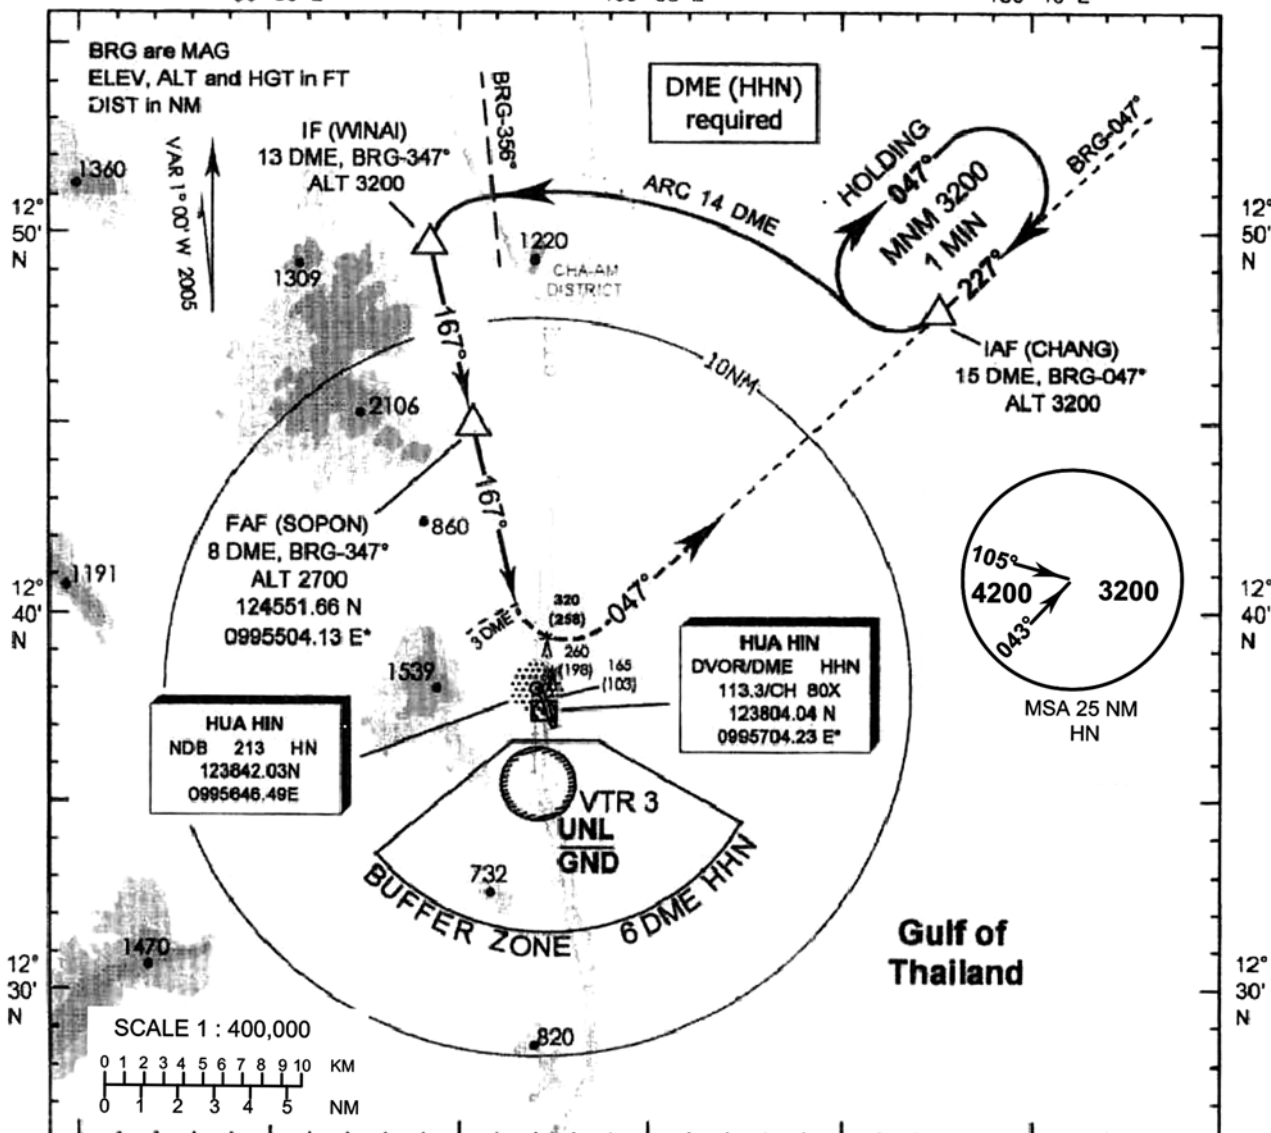 BRG are MAG
ELEV, ALT and HGT in FT
DIST in NM
VAR 1° 00' W 2005
IF (WINAI)
13 DME, BRG-347°
ALT 3200
BRG-356°
DME (HHN)
required
HOLDING
047°
MNM 3200
1 MIN
227°
BRG-047°
ARC 14 DME
1360
12°
50'
N
12°
50'
N
1309
1220
CHA-AM
DISTRICT
IAF (CHANG)
15 DME, BRG-047°
ALT 3200
167°
10NM
2106
167°
FAF (SOPON)
8 DME, BRG-347°
ALT 2700
124551.66 N
0995504.13 E*
860
1191
12°
40'
N
12°
40'
N
105°
4200
3200
043°
MSA 25 NM
HN
3 DME
320
(258)
047°
260
(198)
165
(103)
1539
HUA HIN
DVOR/DME HHN
113.3/CH 80X
123804.04 N
0995704.23 E*
HUA HIN
NDB 213 HN
123842.03N
0995646.49E
VTR 3
UNL
GND
732
BUFFER ZONE 6 DME HHN
Gulf of
Thailand
1470
12°
30'
N
12°
30'
N
820
SCALE 1 : 400,000
0 1 2 3 4 5 6 7 8 9 10 KM
0 1 2 3 4 5 NM